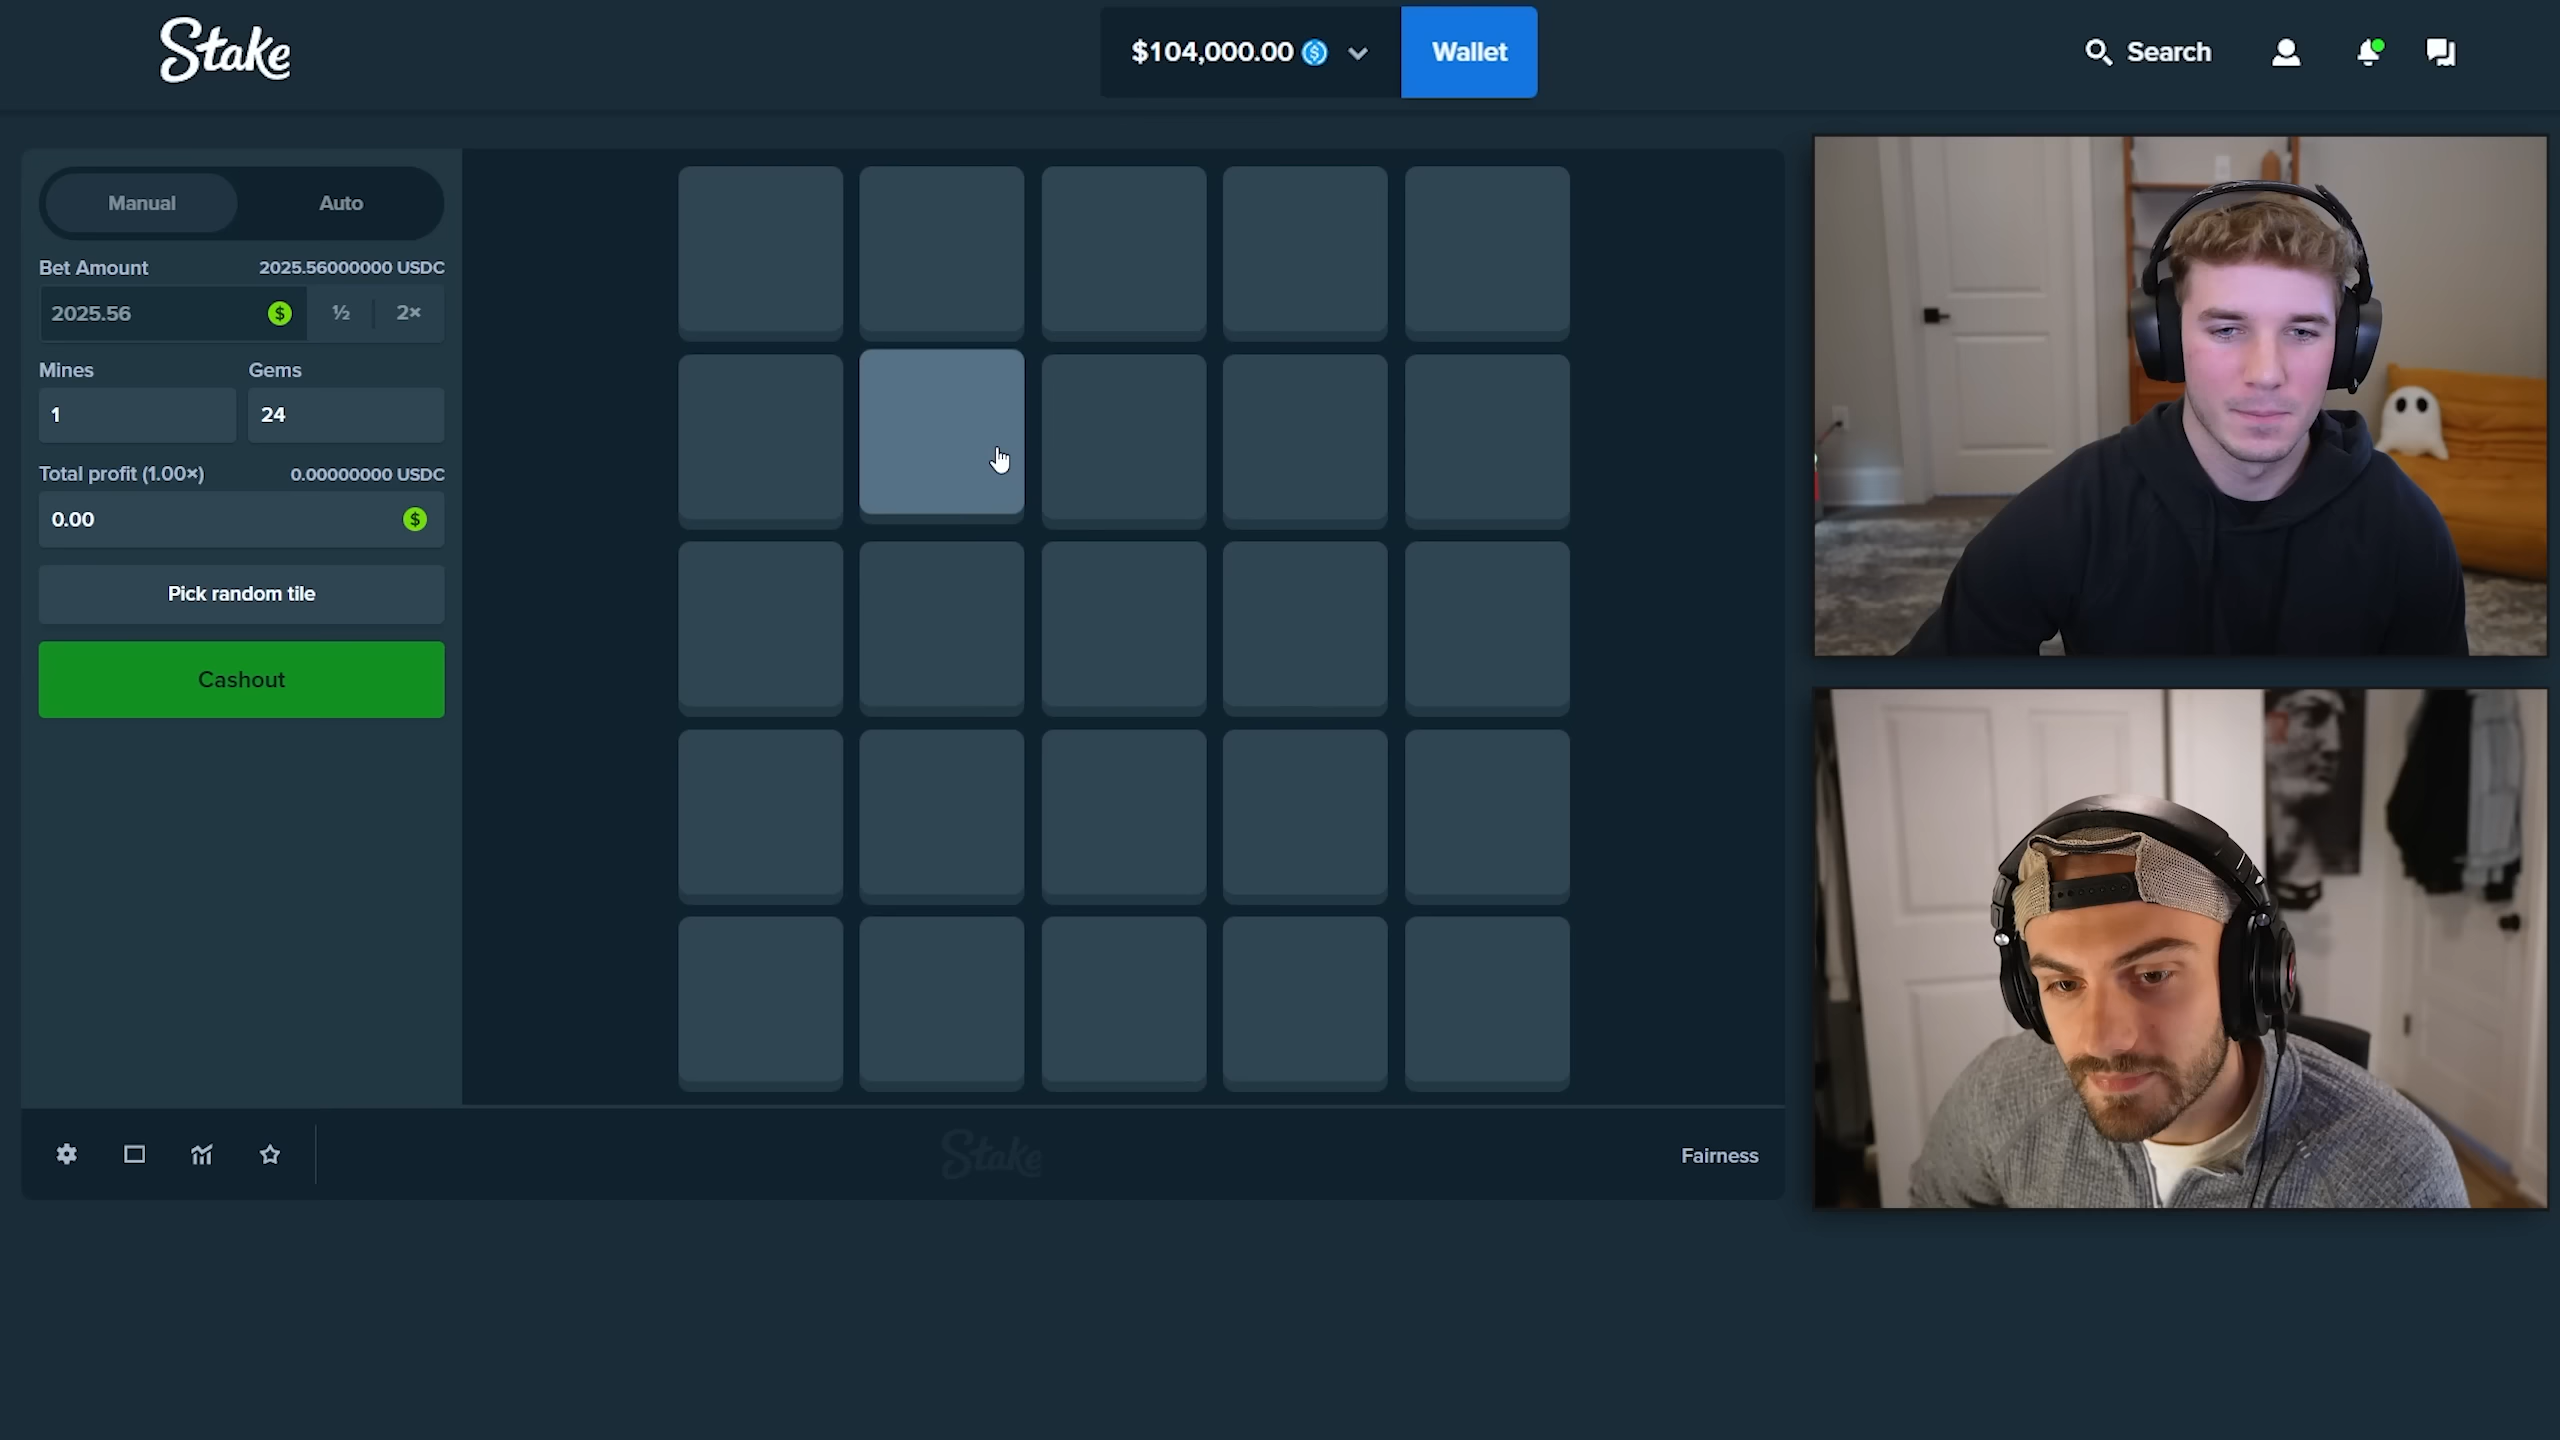 Stake
$104,000.00
Wallet
Search
Manual
Auto
Bet Amount
2025.56000000 USDC
2025.56
$
½
2×
Mines
Gems
1
24
Total profit (1.00×)
0.00000000 USDC
0.00
$
Pick random tile
Cashout
Stake
Fairness